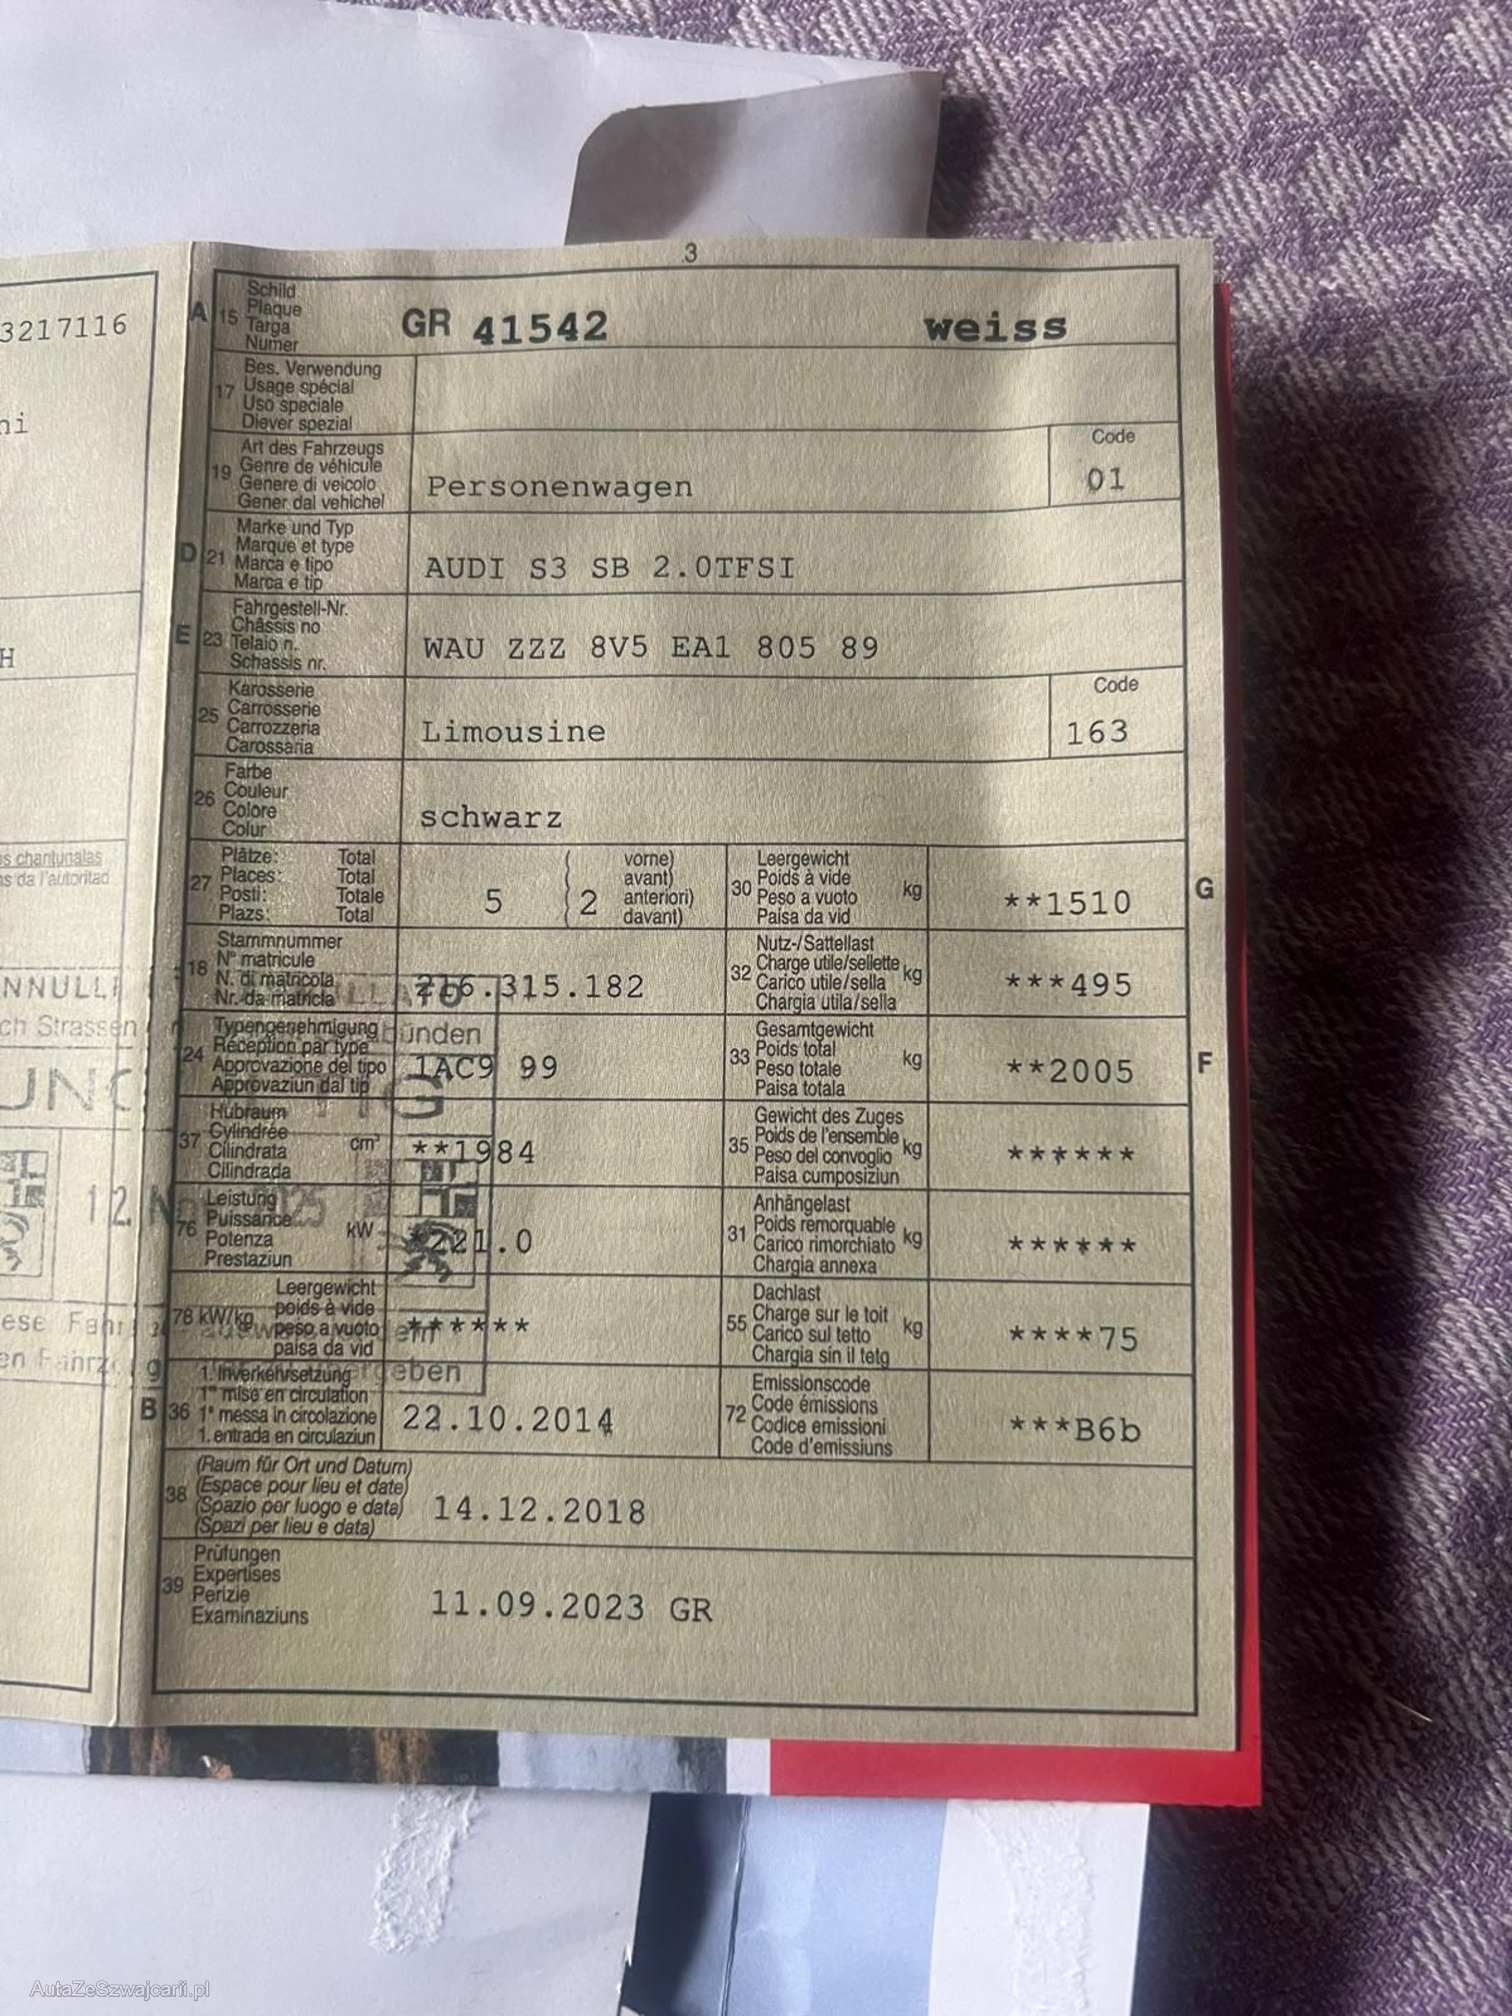 3
3217116
A 15 Schild
Plaque
Targa
Numer
GR 41542 weiss
17 Bes. Verwendung
Usage spécial
Uso speciale
Diever spezial
19 Art des Fahrzeugs
Genre de véhicule
Genere di veicolo
Gener dal vehichel
Personenwagen
Code
01
D 21 Marke und Typ
Marque et type
Marca e tipo
Marca e tip
AUDI S3 SB 2.0TFSI
E 23 Fahrgestell-Nr.
Châssis no
Telaio n.
Schassis nr.
WAU ZZZ 8V5 EA1 805 89
25 Karosserie
Carrosserie
Carrozzeria
Carossaria
Limousine
Code
163
26 Farbe
Couleur
Colore
Colur
schwarz
27 Plätze: Total
Places: Total
Posti: Totale
Plazs: Total
5 ( 2 vorne)
avant)
anteriori)
davant)
30 Leergewicht
Poids à vide
Peso a vuoto
Paisa da vid
kg
**1510
G
18 Stammnummer
N° matricule
N. di matricola
Nr. da matricla
216.315.182
32 Nutz-/Sattellast
Charge utile/sellette
Carico utile/sella
Chargia utila/sella
kg
***495
24 Typengenehmigung
Réception par type
Approvazione del tipo
Approvaziun dal tip
1AC9 99
33 Gesamtgewicht
Poids total
Peso totale
Paisa totala
kg
**2005
F
37 Hubraum
Cylindrée
Cilindrata
Cilindrada
cm³
**1984
35 Gewicht des Zuges
Poids de l'ensemble
Peso del convoglio
Paisa cumposiziun
kg
******
76 Leistung
Puissance
Potenza
Prestaziun
kW
*221.0
31 Anhängelast
Poids remorquable
Carico rimorchiato
Chargia annexa
kg
******
78 kW/kg Leergewicht
poids à vide
peso a vuoto
paisa da vid
******
55 Dachlast
Charge sur le toit
Carico sul tetto
Chargia sin il tetg
kg
****75
B 36 1. Inverkehrsetzung
1re mise en circulation
1a messa in circolazione
1. entrada en circulaziun
22.10.2014
72 Emissionscode
Code émissions
Codice emissioni
Code d'emissiuns
***B6b
38 (Raum für Ort und Datum)
(Espace pour lieu et date)
(Spazio per luogo e data)
(Spazi per lieu e data)
14.12.2018
39 Prüfungen
Expertises
Perizie
Examinaziuns
11.09.2023 GR
AutaZeSzwajcarii.pl